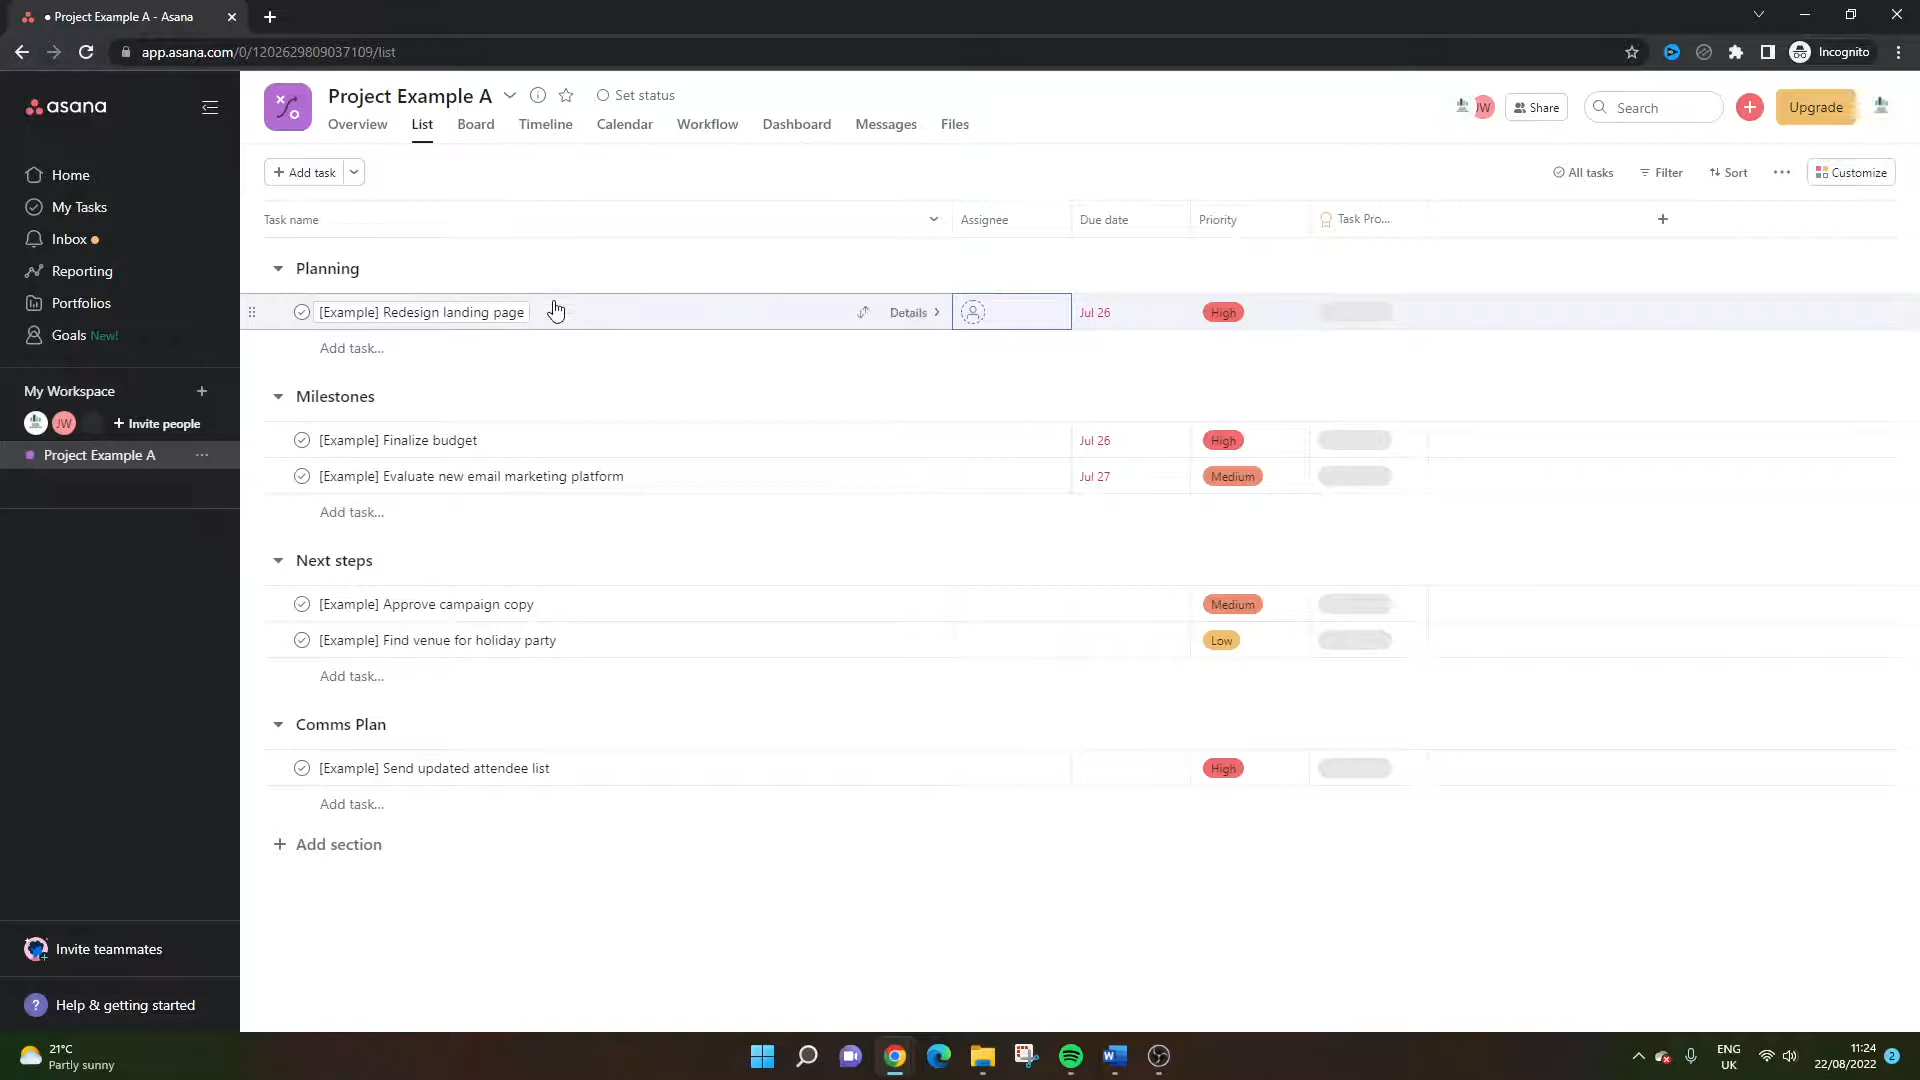 Project Example A - Asana
app.asana.com/0/1202629809037109/list
Incognito
asana
Project Example A
Set status
JW
Share
Search
Upgrade
Overview
List
Board
Timeline
Calendar
Workflow
Dashboard
Messages
Files
Home
My Tasks
Inbox
Reporting
Portfolios
Goals New!
My Workspace
JW
Invite people
Project Example A
Invite teammates
? Help & getting started
+ Add task
All tasks
Filter
Sort
Customize
Task name
Assignee
Due date
Priority
Task Pro...
Planning
[Example] Redesign landing page
Details
Jul 26
High
Add task...
Milestones
[Example] Finalize budget
Jul 26
High
[Example] Evaluate new email marketing platform
Jul 27
Medium
Add task...
Next steps
[Example] Approve campaign copy
Medium
[Example] Find venue for holiday party
Low
Add task...
Comms Plan
[Example] Send updated attendee list
High
Add task...
+ Add section
21°C
Partly sunny
ENG
UK
11:24
22/08/2022
2